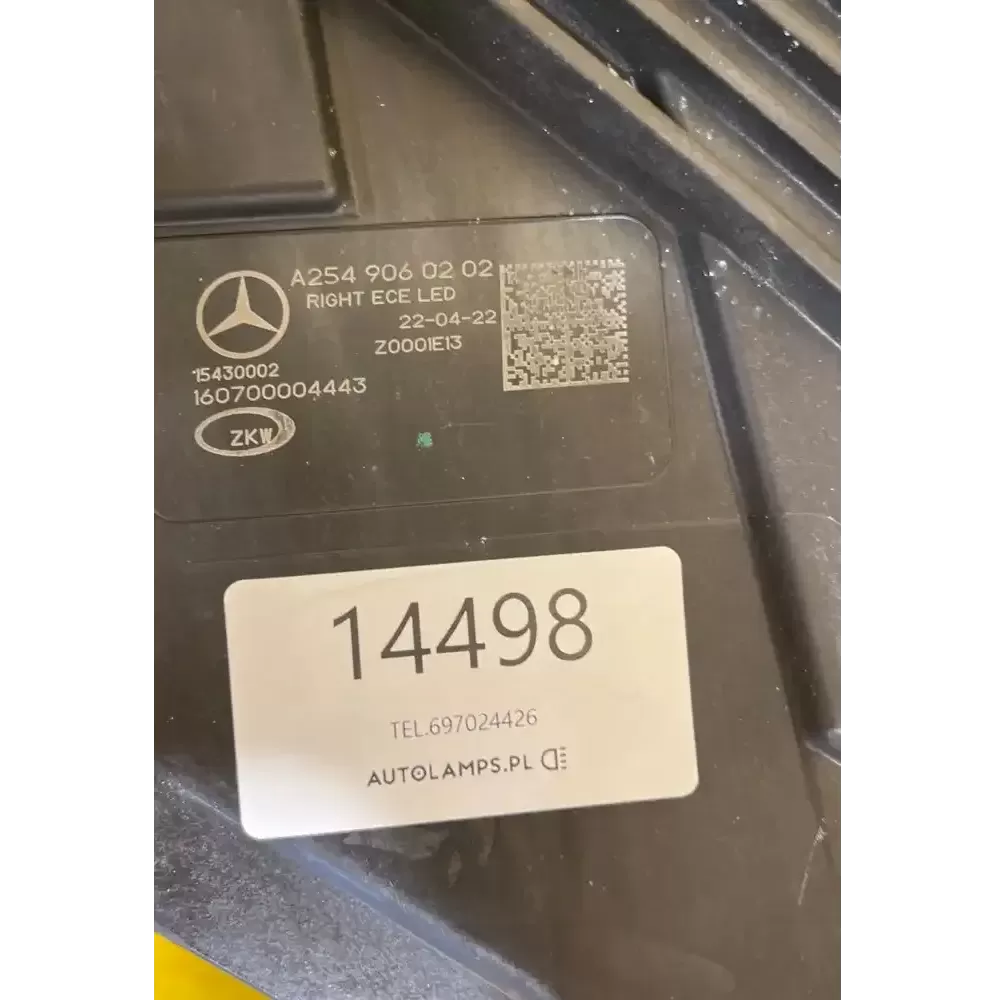 A254 906 02 02
RIGHT ECE LED
22-04-22
Z0001E13
15430002
160700004443
ZKW
14498
TEL.697024426
AUTOLAMPS.PL